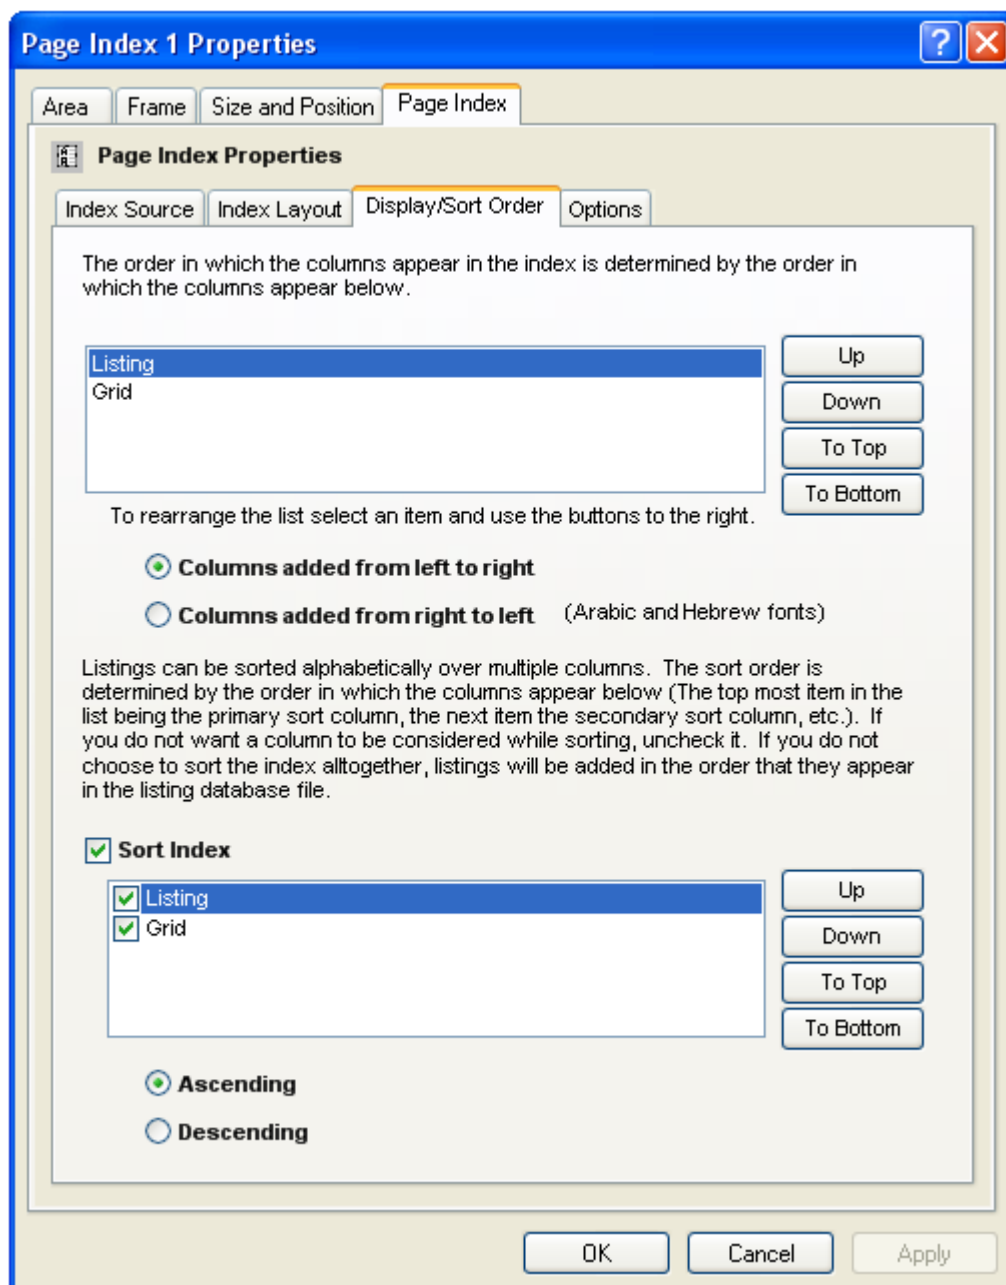 Page Index 1 Properties
Area Frame Size and Position Page Index
Page Index Properties
Index Source Index Layout Display/Sort Order Options
The order in which the columns appear in the index is determined by the order in
which the columns appear below.
Listing
Grid
Up
Down
To Top
To Bottom
To rearrange the list select an item and use the buttons to the right.
Columns added from left to right
Columns added from right to left (Arabic and Hebrew fonts)
Listings can be sorted alphabetically over multiple columns. The sort order is
determined by the order in which the columns appear below (The top most item in the
list being the primary sort column, the next item the secondary sort column, etc.). If
you do not want a column to be considered while sorting, uncheck it. If you do not
choose to sort the index alltogether, listings will be added in the order that they appear
in the listing database file.
Sort Index
Listing
Grid
Up
Down
To Top
To Bottom
Ascending
Descending
OK Cancel Apply